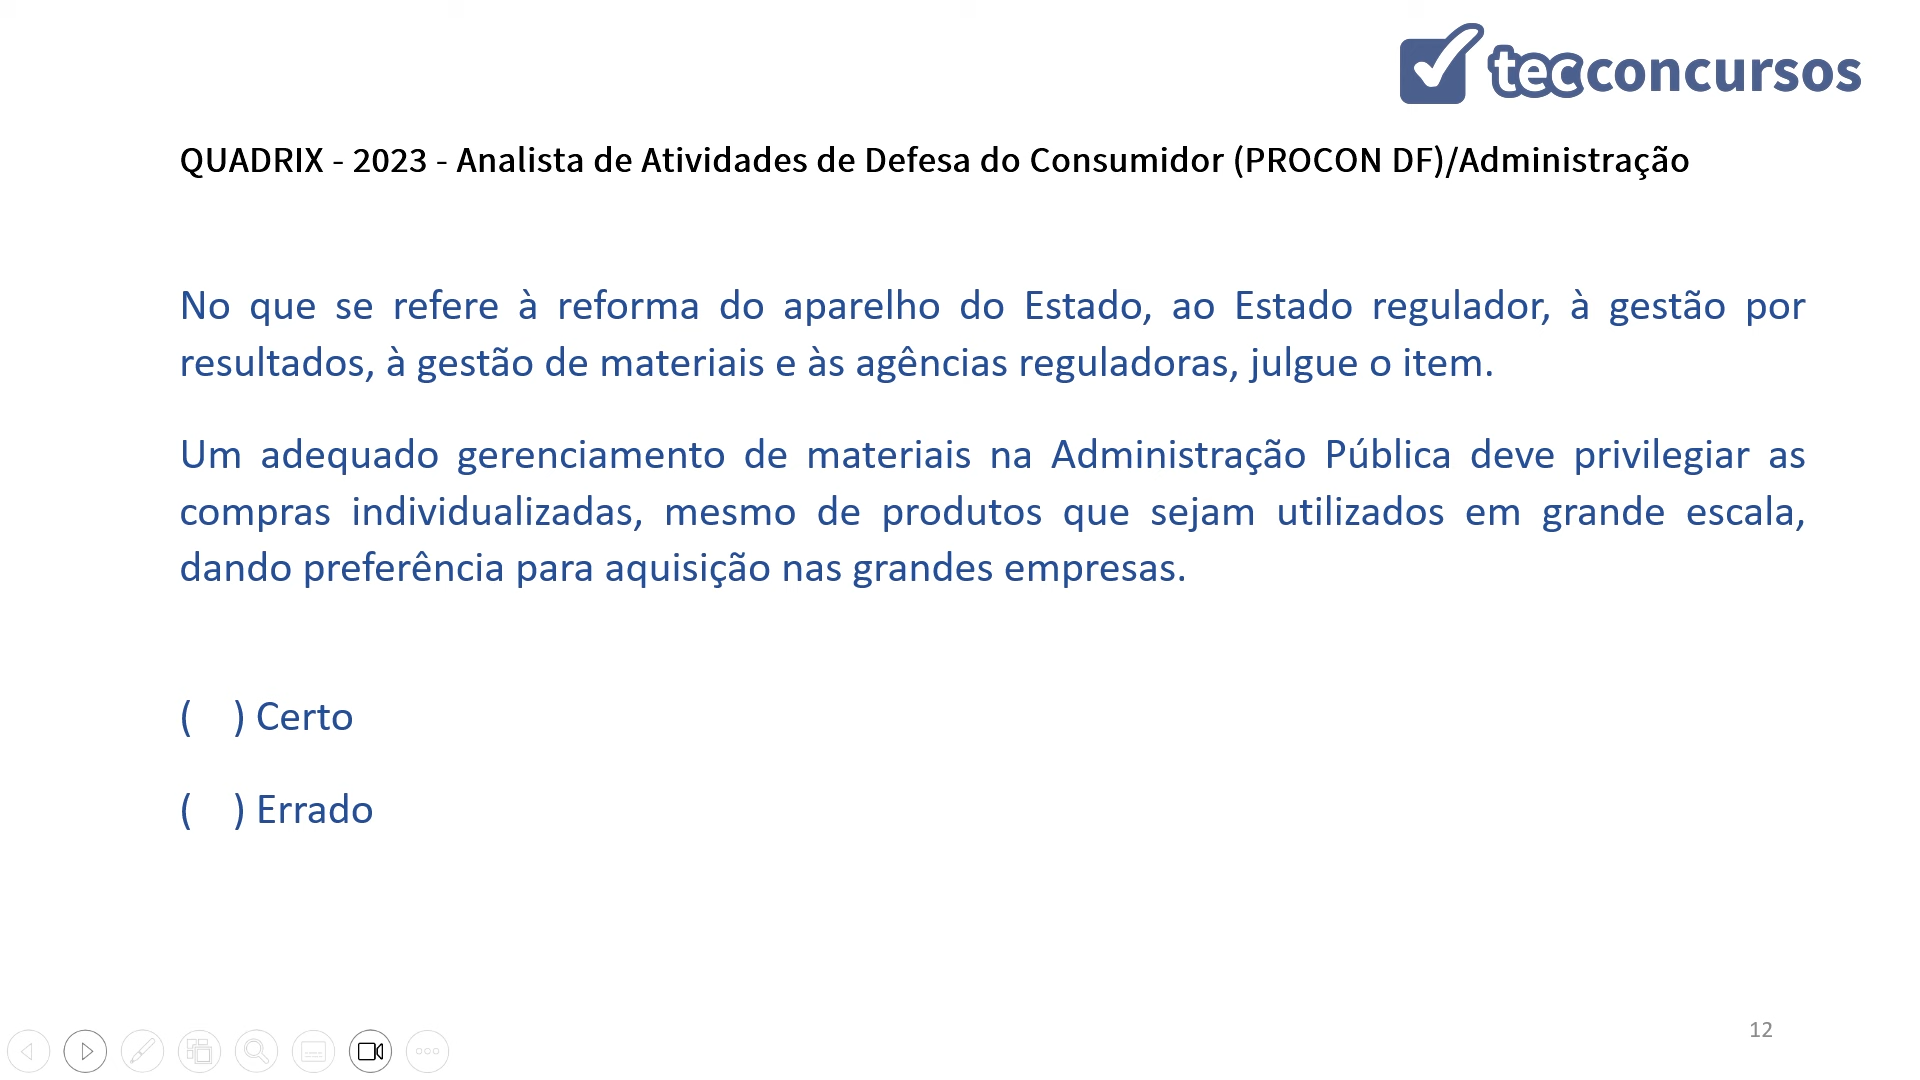 tecconcursos
QUADRIX - 2023 - Analista de Atividades de Defesa do Consumidor (PROCON DF)/Administração
No que se refere à reforma do aparelho do Estado, ao Estado regulador, à gestão por
resultados, à gestão de materiais e às agências reguladoras, julgue o item.
Um adequado gerenciamento de materiais na Administração Pública deve privilegiar as
compras individualizadas, mesmo de produtos que sejam utilizados em grande escala,
dando preferência para aquisição nas grandes empresas.
(   ) Certo
(   ) Errado
12